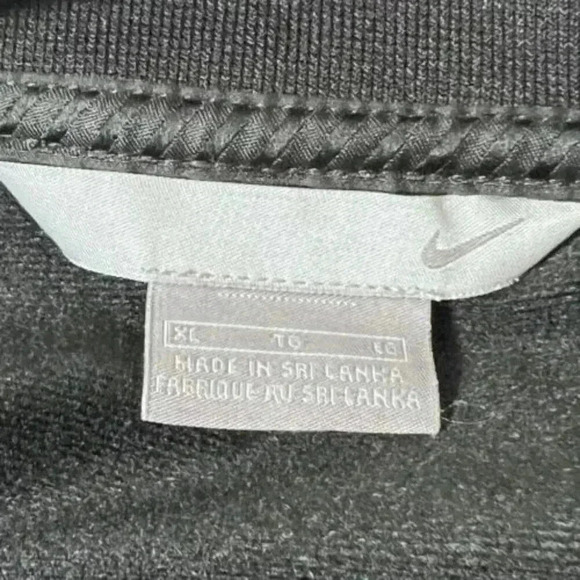 XL TG EG
MADE IN SRI LANKA
FABRIQUE AU SRI LANKA